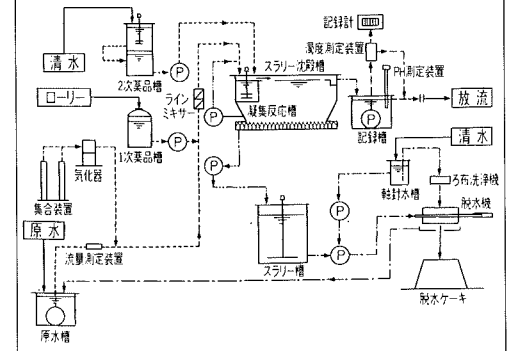 記録計
濁度測定装置
清水
2次薬品槽
P
スラリー沈殿槽
PH測定装置
ローリー
ライン
ミキサー
凝集反応槽
P
P
記録槽
放流
清水
1次薬品槽
P
気化器
集合装置
P
軸封水槽
ろ布洗浄機
脱水機
原水
流量測定装置
P
スラリー槽
P
原水槽
脱水ケーキ